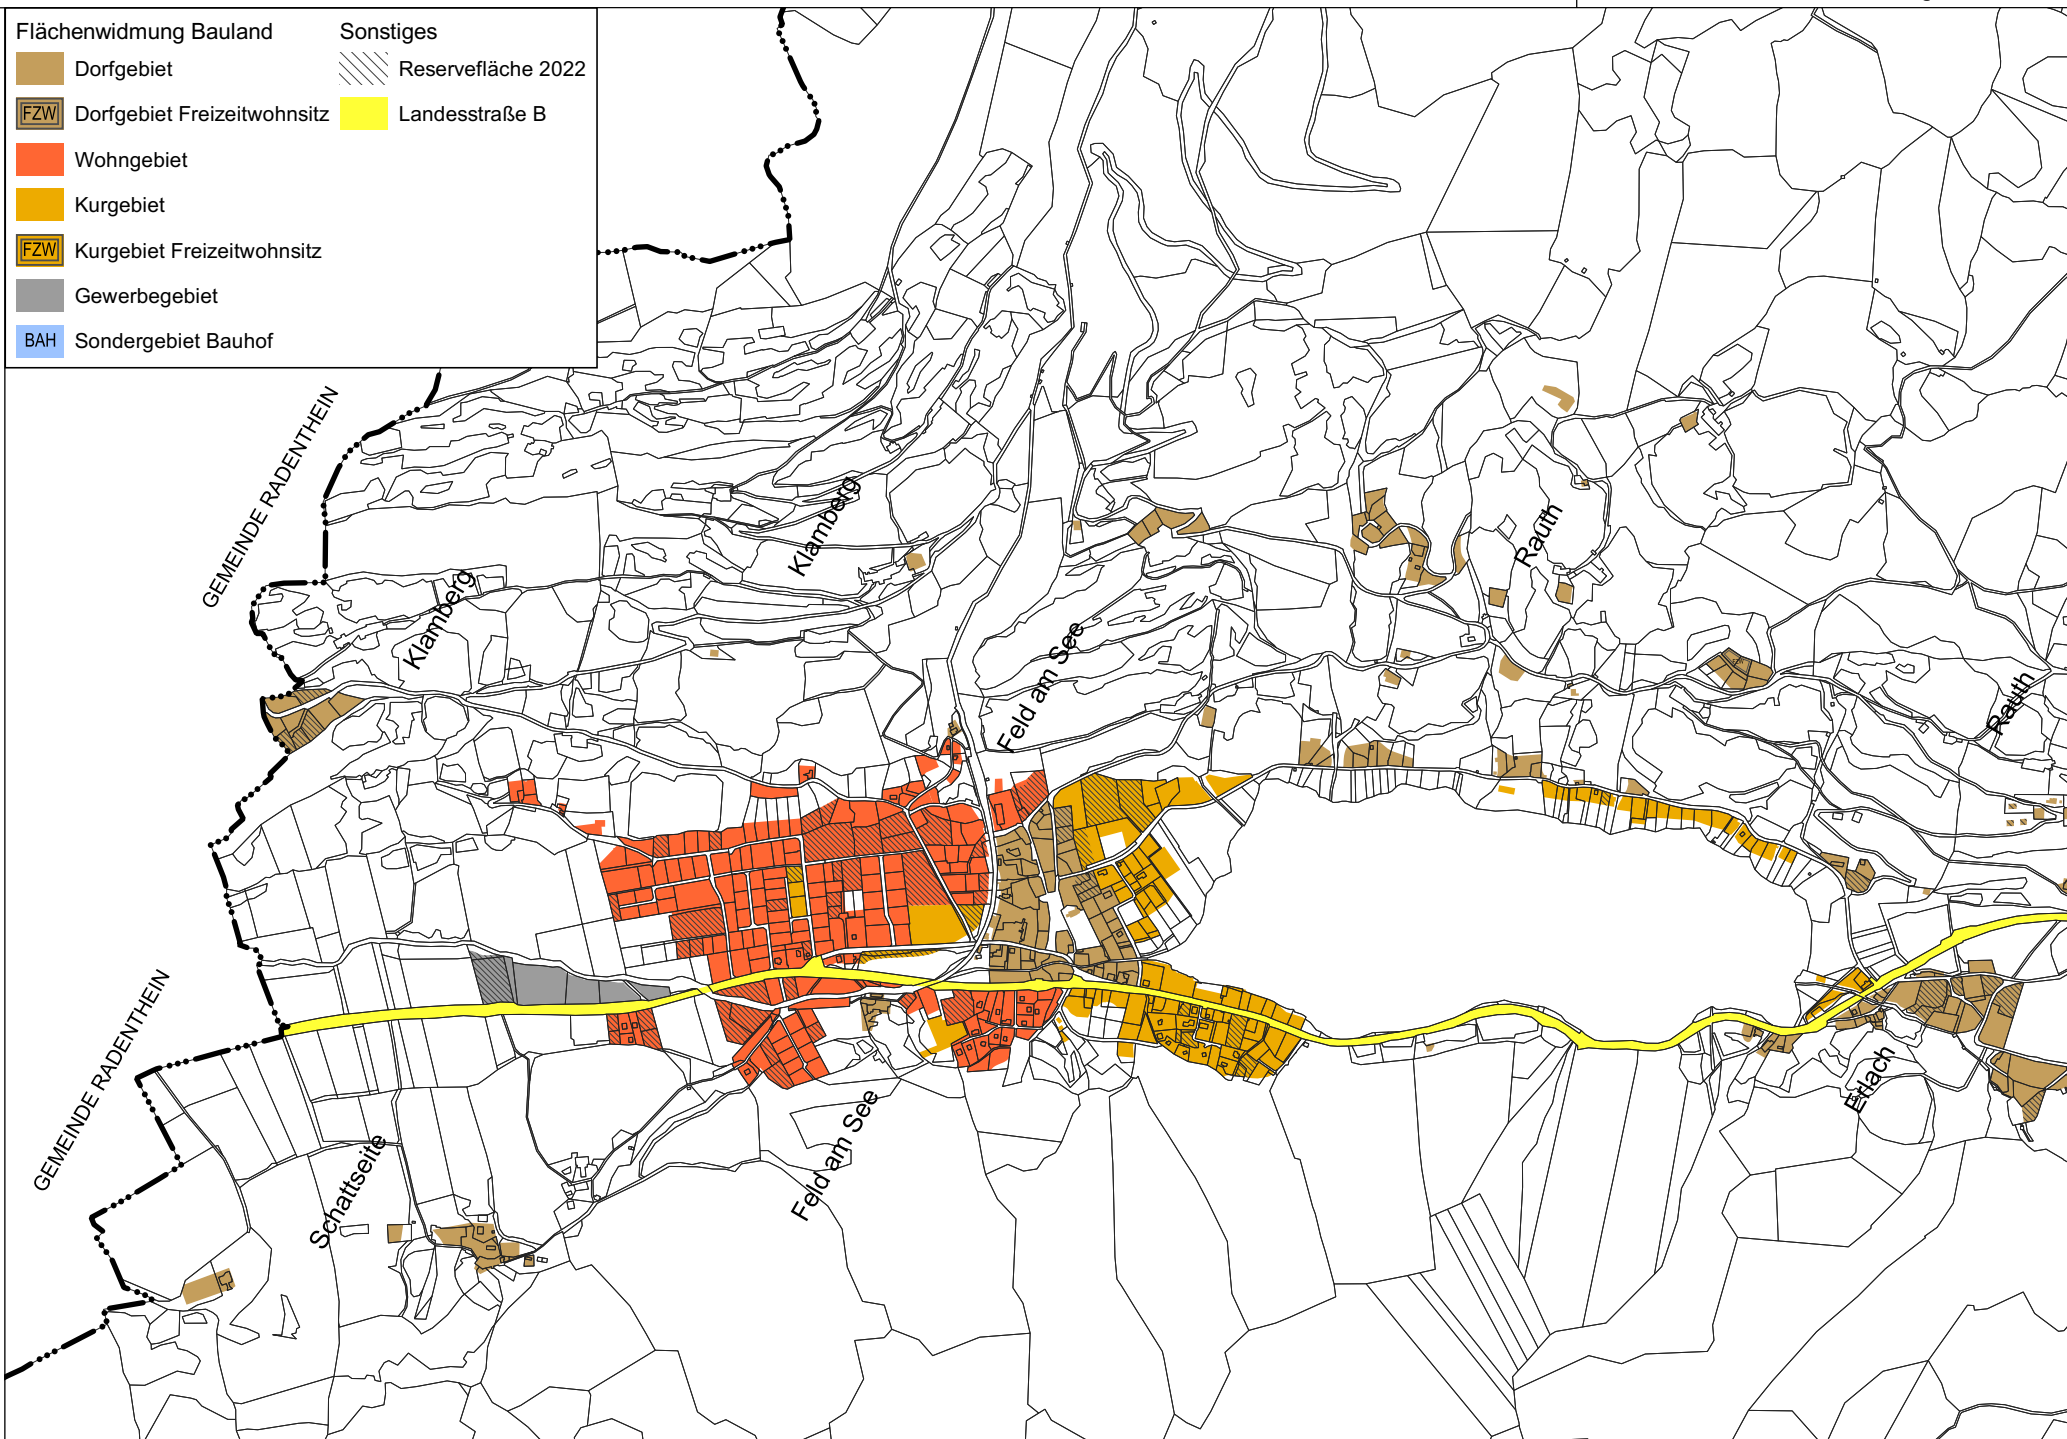 Flächenwidmung Bauland
Dorfgebiet
FZW Dorfgebiet Freizeitwohnsitz
Wohngebiet
Kurgebiet
FZW Kurgebiet Freizeitwohnsitz
Gewerbegebiet
BAH Sondergebiet Bauhof
Sonstiges
Reservefläche 2022
Landesstraße B
GEMEINDE RADENTHEIN
Klamberg
Klamberg
Rauth
Feld am See
Rauth
GEMEINDE RADENTHEIN
Schattseite
Feld am See
Erlach